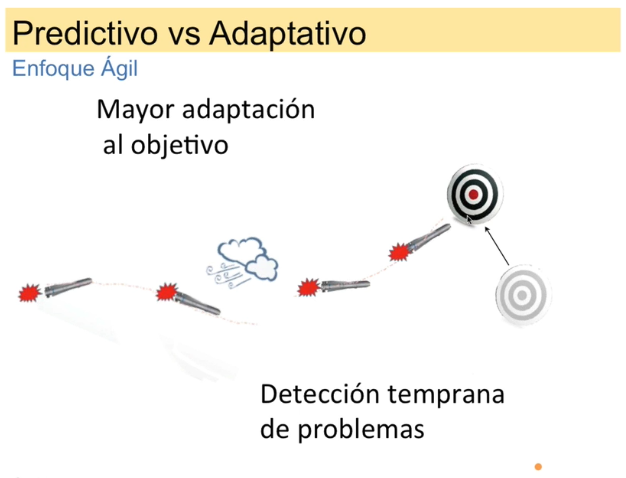 Predictivo vs Adaptativo
Enfoque Ágil
Mayor adaptación
al objetivo
Detección temprana
de problemas